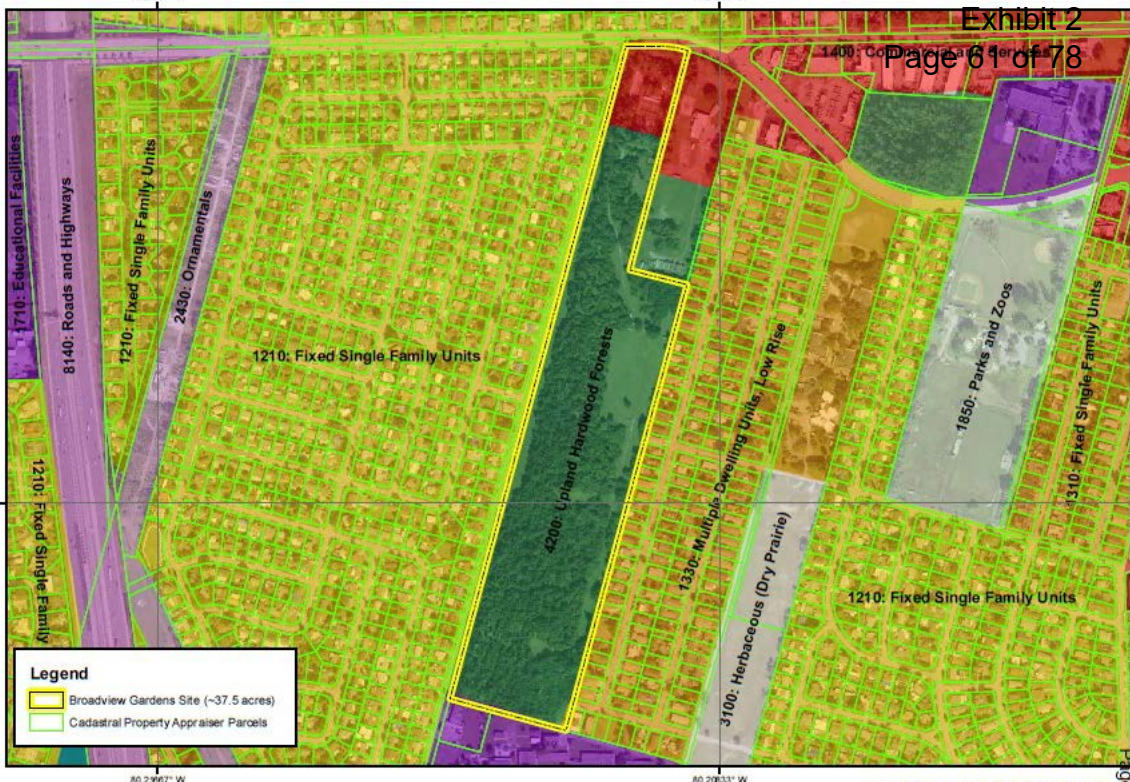 Exhibit 2
1400: Commercial and Services
Page 61 of 78
1710: Educational Facilities
8140: Roads and Highways
1210: Fixed Single Family Units
2430: Ornamentals
1210: Fixed Single Family Units
4200: Upland Hardwood Forests
1330: Multiple Dwelling Units, Low Rise
1850: Parks and Zoos
1310: Fixed Single Family Units
1210: Fixed Single Family
3100: Herbaceous (Dry Prairie)
1210: Fixed Single Family Units
Legend
Broadview Gardens Site (~37.5 acres)
Cadastral Property Appraiser Parcels
80.20833° W